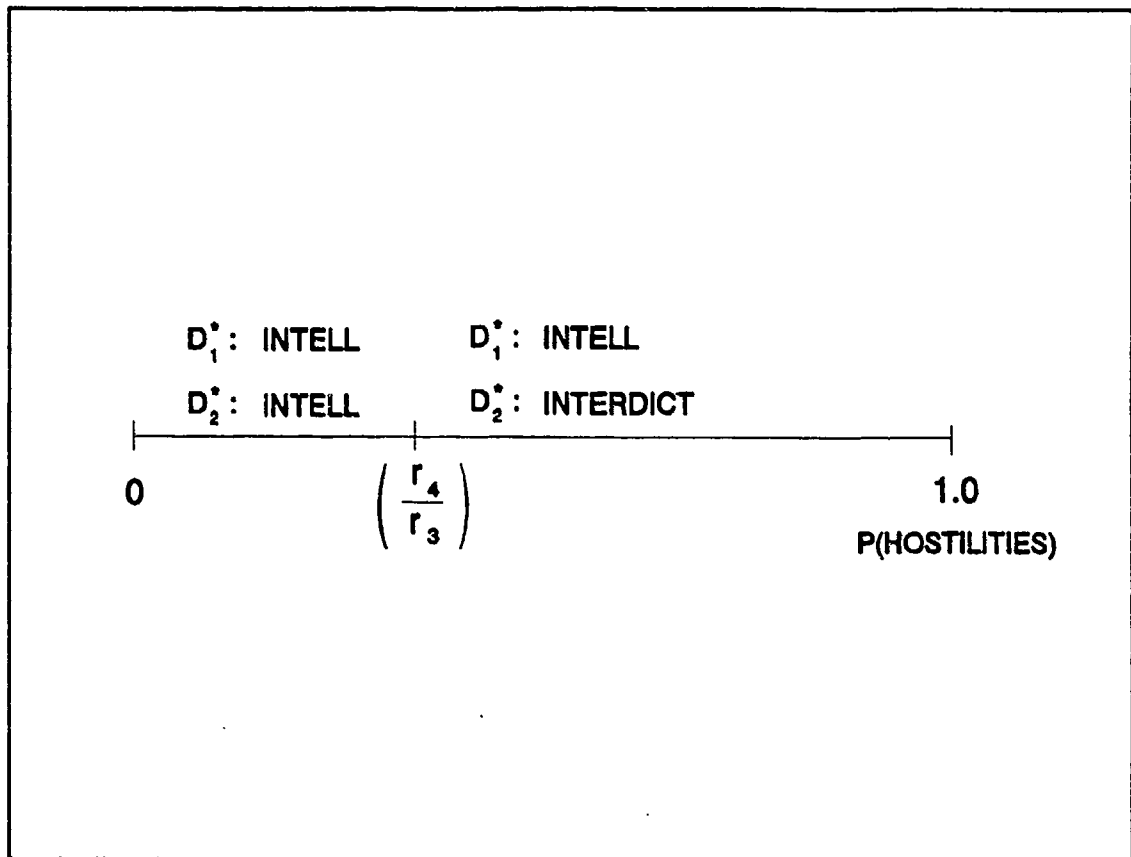 D₁*: INTELL D₁*: INTELL
D₂*: INTELL D₂*: INTERDICT
0 (r₄/r₃) 1.0
P(HOSTILITIES)